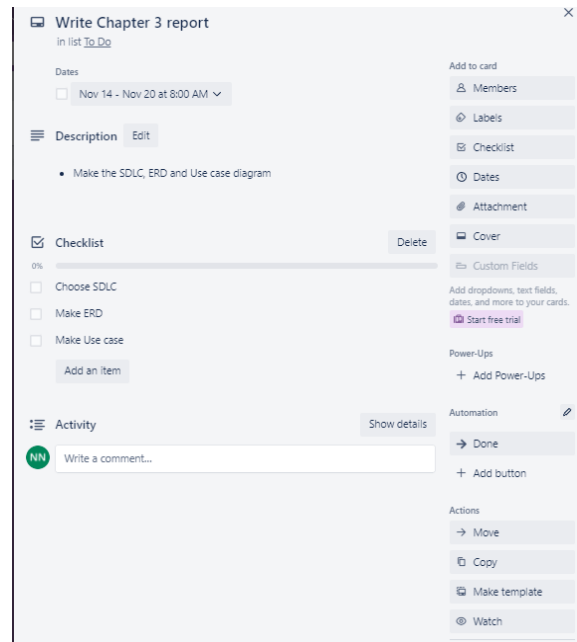 Write Chapter 3 report
in list To Do
Dates
Nov 14 - Nov 20 at 8:00 AM
Description Edit
• Make the SDLC, ERD and Use case diagram
Checklist Delete
0%
Choose SDLC
Make ERD
Make Use case
Add an item
Activity Show details
NN Write a comment...
Add to card
Members
Labels
Checklist
Dates
Attachment
Cover
Custom Fields
Add dropdowns, text fields,
dates, and more to your cards.
Start free trial
Power-Ups
+ Add Power-Ups
Automation
→ Done
+ Add button
Actions
→ Move
Copy
Make template
Watch